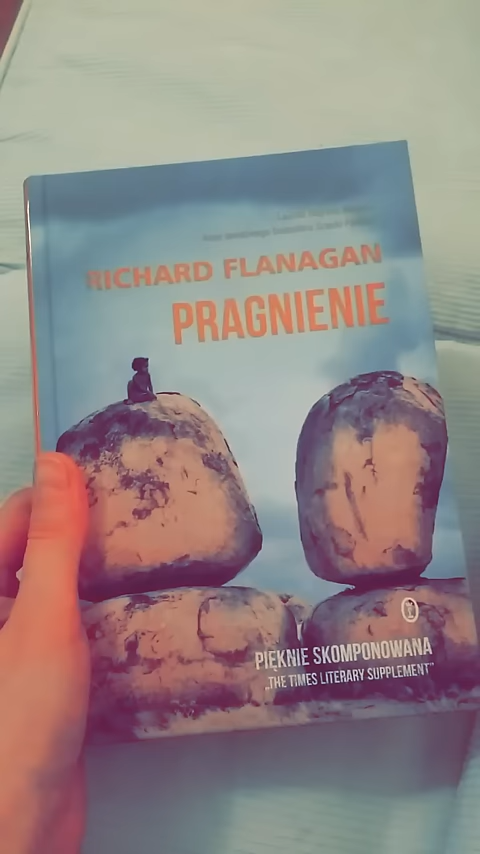 RICHARD FLANAGAN
PRAGNIENIE
PIĘKNIE SKOMPONOWANA
„THE TIMES LITERARY SUPPLEMENT"